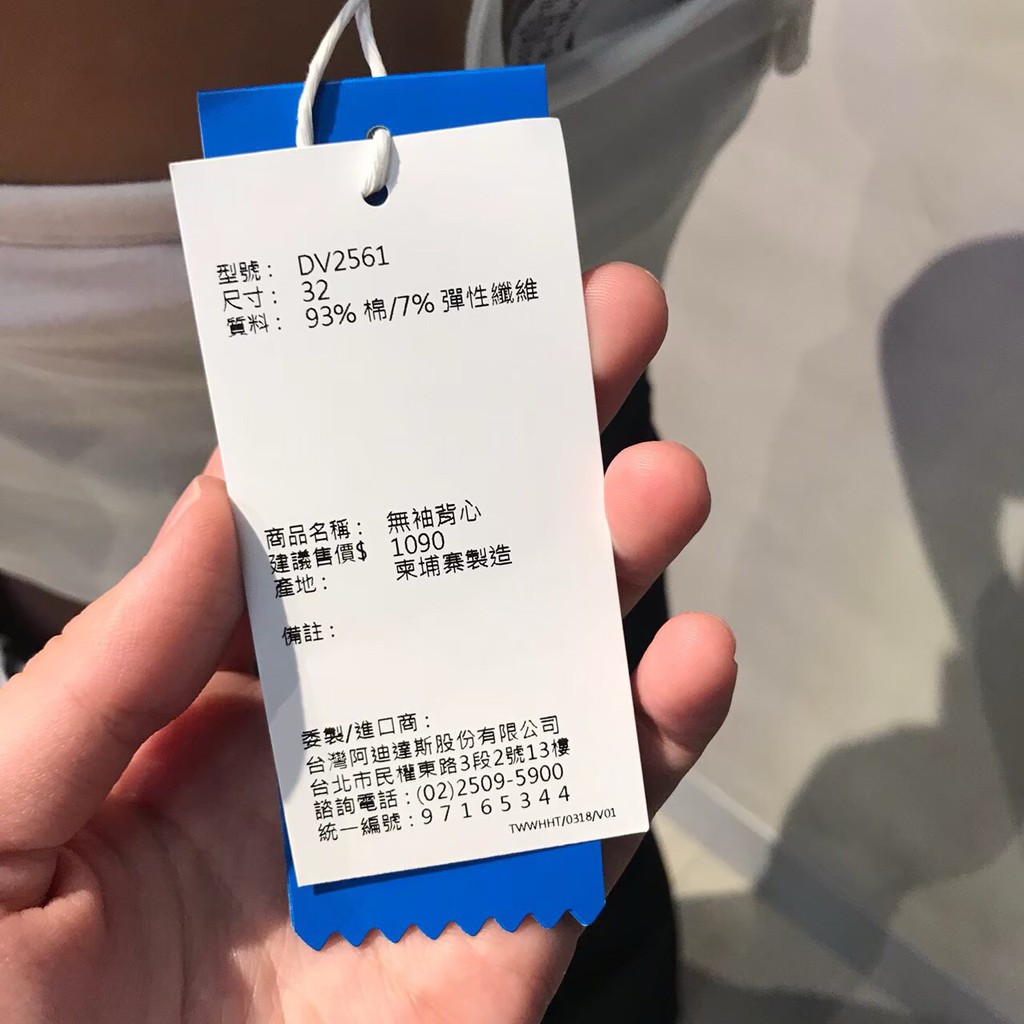 型號： DV2561
尺寸： 32
質料： 93% 棉/7% 彈性纖維
商品名稱： 無袖背心
建議售價$ 1090
產地： 柬埔寨製造
備註：
委製/進口商：
台灣阿迪達斯股份有限公司
台北市民權東路3段2號13樓
諮詢電話：(02)2509-5900
統一編號：97165344
TWWHHT/0318/V01